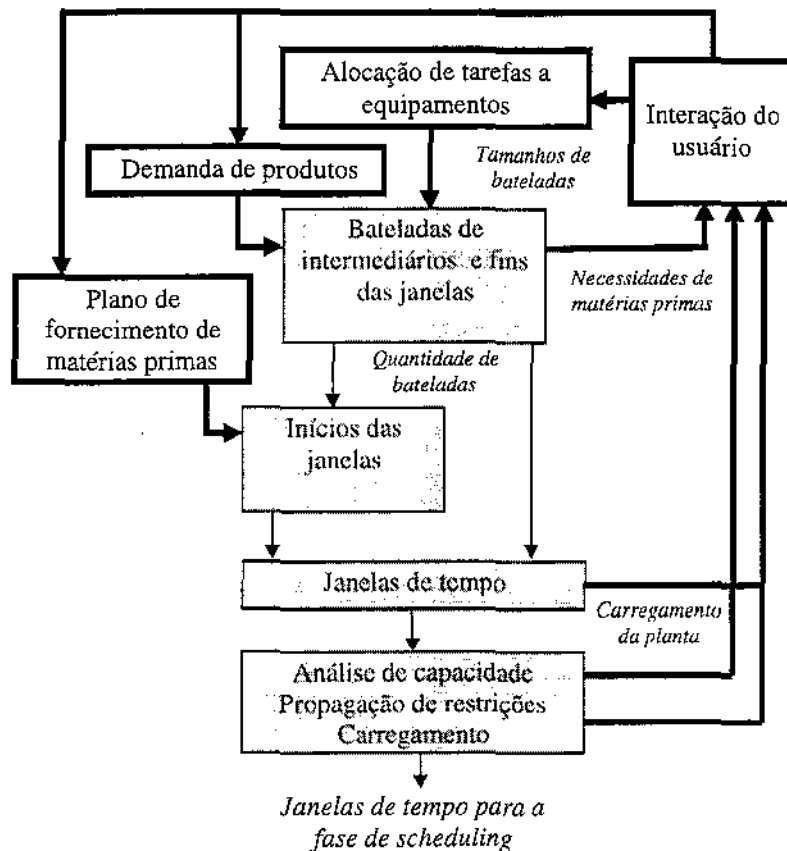 Alocação de tarefas a
equipamentos
Interação do
usuário
Demanda de produtos
Tamanhos de
bateladas
Bateladas de
intermediários e fins
das janelas
Necessidades de
matérias primas
Plano de
fornecimento de
matérias primas
Quantidade de
bateladas
Inícios das
janelas
Janelas de tempo
Carregamento
da planta
Análise de capacidade
Propagação de restrições
Carregamento
Janelas de tempo para a
fase de scheduling